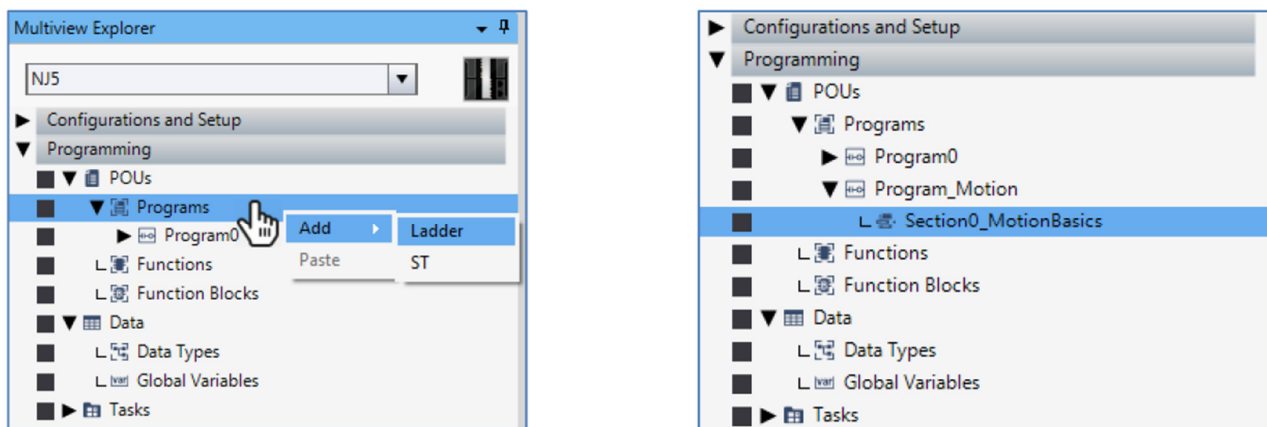 Multiview Explorer
NJ5
Configurations and Setup
Programming
POUs
Programs
Program0
Add
Ladder
Paste
ST
Functions
Function Blocks
Data
Data Types
Global Variables
Tasks
Configurations and Setup
Programming
POUs
Programs
Program0
Program_Motion
Section0_MotionBasics
Functions
Function Blocks
Data
Data Types
Global Variables
Tasks